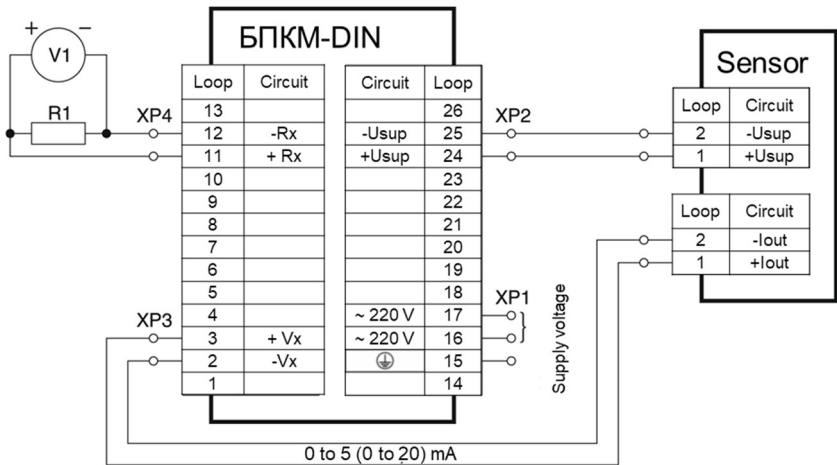 БПКМ-DIN
+ −
V1
R1
XP4
XP3
Loop Circuit
13
12 -Rx
11 + Rx
10
9
8
7
6
5
4
3 + Vx
2 -Vx
1
Circuit Loop
26
-Usup 25
+Usup 24
23
22
21
20
19
18
~ 220 V 17
~ 220 V 16
15
14
XP2
XP1
Supply voltage
Sensor
Loop Circuit
2 -Usup
1 +Usup
Loop Circuit
2 -Iout
1 +Iout
0 to 5 (0 to 20) mA